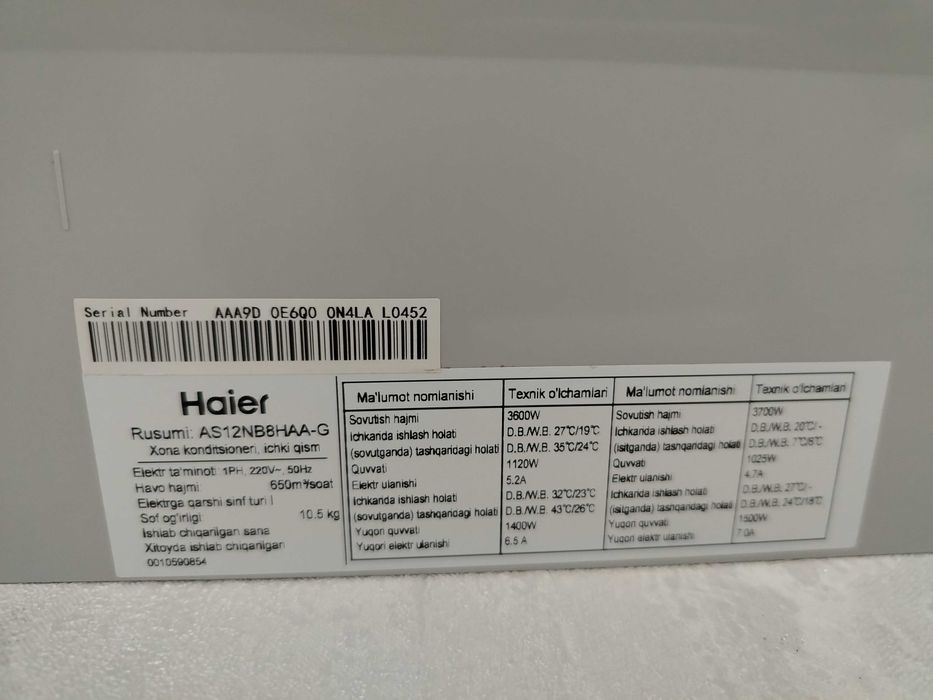 Serial Number AAA9D 0E6Q0 0N4LA L0452
Haier
Rusumi: AS12NB8HAA-G
Xona konditsioneri, ichki qism
Elektr ta'minot: 1PH, 220V~, 50Hz
Havo hajmi: 650m³/soat
Elektrga qarshi sinf turi I
Sof og'irligi 10.5 kg
Ishlab chiqarilgan sana
Xitoyda ishlab chiqarilgan
0010590854
Ma'lumot nomlanishi Texnik o'lchamlari
Sovutish hajmi 3600W
Ichkanda ishlash holati D.B./W.B. 27°C/19°C
(sovutganda) tashqaridagi holati D.B./W.B. 35°C/24°C
Quvvati 1120W
Elektr ulanishi 5.2A
Ichkanda ishlash holati D.B./W.B. 32°C/23°C
(sovutganda) tashqaridagi holati D.B./W.B. 43°C/26°C
Yuqori quvvati 1400W
Yuqori elektr ulanishi 6.5 A
Ma'lumot nomlanishi Texnik o'lchamlari
Sovutish hajmi 3700W
Ichkanda ishlash holati D.B./W.B. 20°C/ -
(isitganda) tashqaridagi holati D.B./W.B. 7°C/6°C
Quvvati 1025W
Elektr ulanishi 4.7A
Ichkanda ishlash holati D.B./W.B. 27°C/ -
(isitganda) tashqaridagi holati D.B./W.B. 24°C/18°C
Yuqori quvvati 1500W
Yuqori elektr ulanishi 7.0A